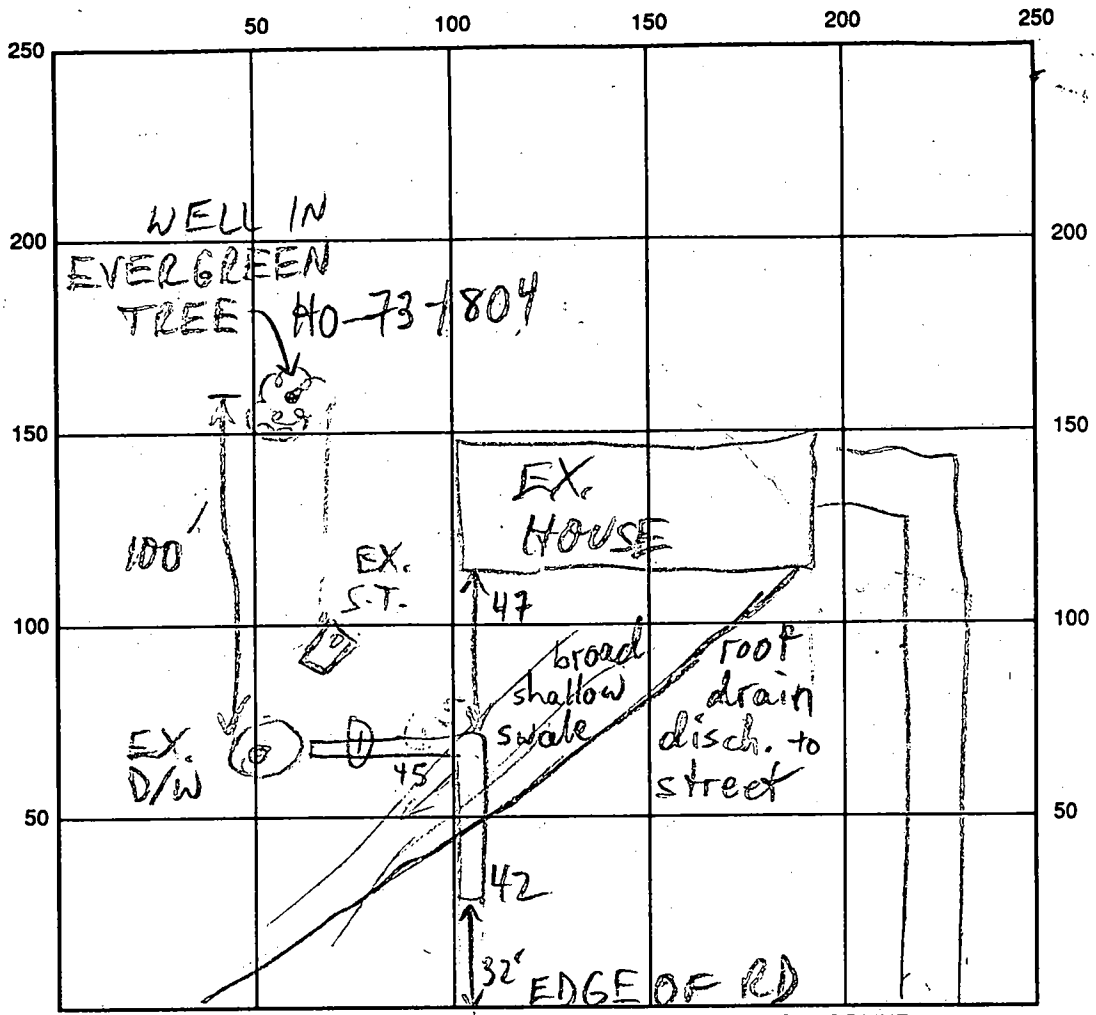 50 100 150 200 250
250
WELL IN
200 200
EVERGREEN
TREE HO-73-1804
150 150
EX.
HOUSE
100'
EX.
S.T.
47
100 100
broad
shallow
swale
roof
drain
disch. to
street
EX.
D/W
1
45
50 50
42
32'
EDGE OF RD